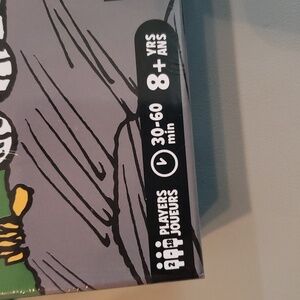 8+ YRS
ANS
30-60
min
PLAYERS
JOUEURS